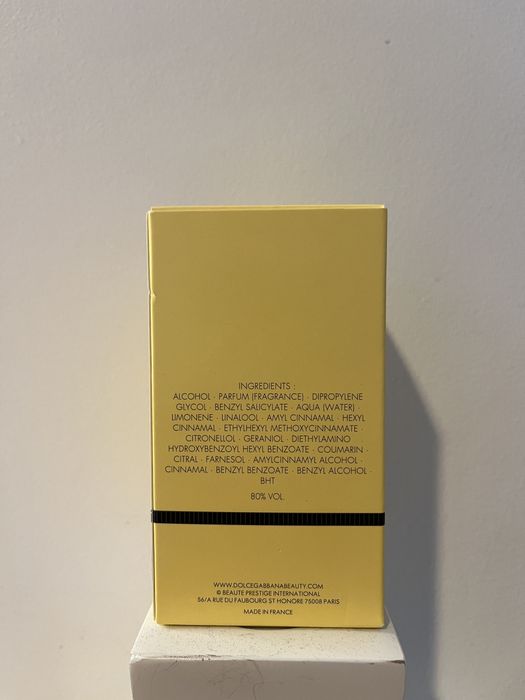 INGREDIENTS :
ALCOHOL · PARFUM (FRAGRANCE) · DIPROPYLENE
GLYCOL · BENZYL SALICYLATE · AQUA (WATER) ·
LIMONENE · LINALOOL · AMYL CINNAMAL · HEXYL
CINNAMAL · ETHYLHEXYL METHOXYCINNAMATE ·
CITRONELLOL · GERANIOL · DIETHYLAMINO
HYDROXYBENZOYL HEXYL BENZOATE · COUMARIN ·
CITRAL · FARNESOL · AMYLCINNAMYL ALCOHOL ·
CINNAMAL · BENZYL BENZOATE · BENZYL ALCOHOL ·
BHT
80% VOL.
WWW.DOLCEGABBANABEAUTY.COM
© BEAUTE PRESTIGE INTERNATIONAL
56/A RUE DU FAUBOURG ST HONORE 75008 PARIS
MADE IN FRANCE